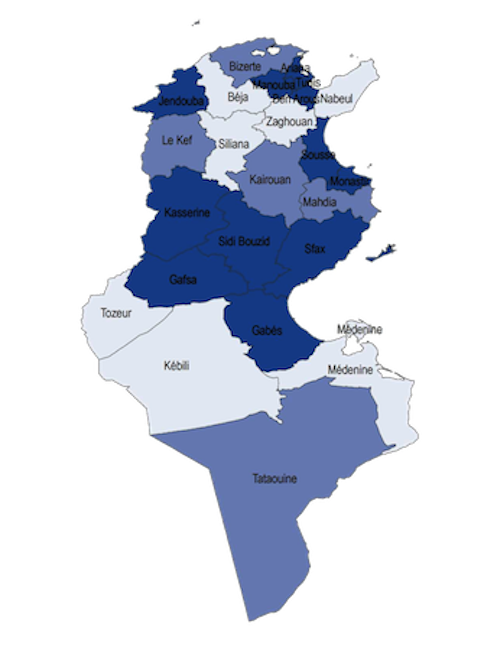 Bizerte
Ariana
Manouba
Tunis
Jendouba
Béja
Ben Arous
Nabeul
Zaghouan
Le Kef
Siliana
Sousse
Kairouan
Monastir
Mahdia
Kasserine
Sidi Bouzid
Sfax
Gafsa
Tozeur
Gabés
Médenine
Kébili
Médenine
Tataouine